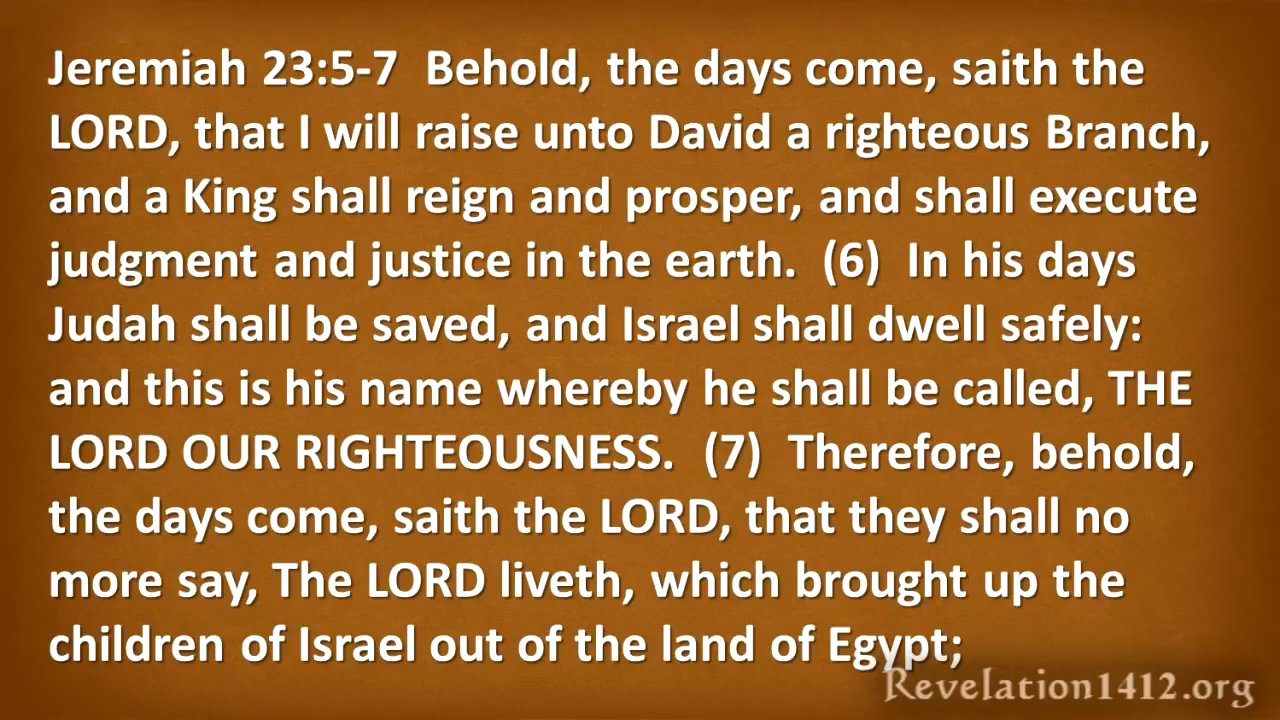 Jeremiah 23:5-7  Behold, the days come, saith the
LORD, that I will raise unto David a righteous Branch,
and a King shall reign and prosper, and shall execute
judgment and justice in the earth.  (6)  In his days
Judah shall be saved, and Israel shall dwell safely:
and this is his name whereby he shall be called, THE
LORD OUR RIGHTEOUSNESS.  (7)  Therefore, behold,
the days come, saith the LORD, that they shall no
more say, The LORD liveth, which brought up the
children of Israel out of the land of Egypt;
Revelation1412.org